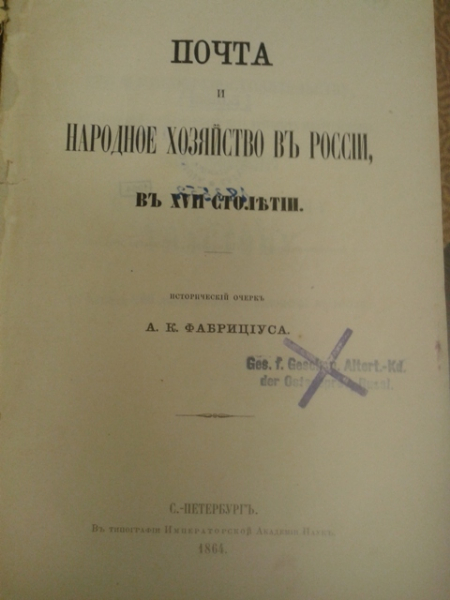 ПОЧТА
И
НАРОДНОЕ ХОЗЯЙСТВО ВЪ РОССІИ,
ВЪ XVII СТОЛѢТІИ.
ИСТОРИЧЕСКІЙ ОЧЕРКЪ
А. К. ФАБРИЦІУСА.
Ges. f. Altert.-Kd.
der
С.-ПЕТЕРБУРГЪ.
Въ типографіи Императорской Академіи Наукъ.
1864.